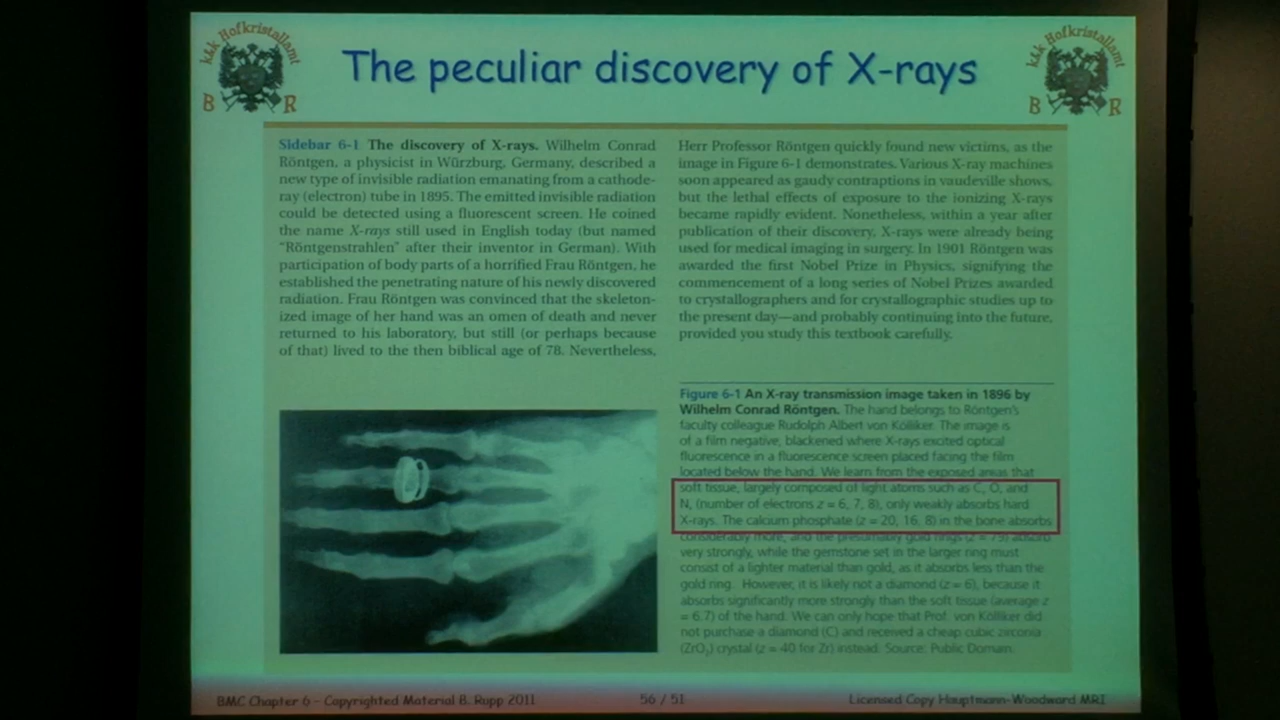 kkk Hofkristallamt
B R
The peculiar discovery of X-rays
kkk Hofkristallamt
B R
Sidebar 6-1 The discovery of X-rays. Wilhelm Conrad
Röntgen, a physicist in Würzburg, Germany, described a
new type of invisible radiation emanating from a cathode-
ray (electron) tube in 1895. The emitted invisible radiation
could be detected using a fluorescent screen. He coined
the name X-rays still used in English today (but named
"Röntgenstrahlen" after their inventor in German). With
participation of body parts of a horrified Frau Röntgen, he
established the penetrating nature of his newly discovered
radiation. Frau Röntgen was convinced that the skeleton-
ized image of her hand was an omen of death and never
returned to his laboratory, but still (or perhaps because
of that) lived to the then biblical age of 78. Nevertheless,
Herr Professor Röntgen quickly found new victims, as the
image in Figure 6-1 demonstrates. Various X-ray machines
soon appeared as gaudy contraptions in vaudeville shows,
but the lethal effects of exposure to the ionizing X-rays
became rapidly evident. Nonetheless, within a year after
publication of their discovery, X-rays were already being
used for medical imaging in surgery. In 1901 Röntgen was
awarded the first Nobel Prize in Physics, signifying the
commencement of a long series of Nobel Prizes awarded
to crystallographers and for crystallographic studies up to
the present day—and probably continuing into the future,
provided you study this textbook carefully.
Figure 6-1 An X-ray transmission image taken in 1896 by
Wilhelm Conrad Röntgen. The hand belongs to Röntgen's
faculty colleague Rudolph Albert von Kölliker. The image is
of a film negative, blackened where X-rays excited optical
fluorescence in a fluorescence screen placed facing the film
located below the hand. We learn from the exposed areas that
soft tissue, largely composed of light atoms such as C, O, and
N, (number of electrons z = 6, 7, 8), only weakly absorbs hard
X-rays. The calcium phosphate (z = 20, 16, 8) in the bone absorbs
considerably more, and the presumably gold rings (z = 79) absorb
very strongly, while the gemstone set in the larger ring must
consist of a lighter material than gold, as it absorbs less than the
gold ring. However, it is likely not a diamond (z = 6), because it
absorbs significantly more strongly than the soft tissue (average z
= 6.7) of the hand. We can only hope that Prof. von Kölliker did
not purchase a diamond (C) and received a cheap cubic zirconia
(ZrO₂) crystal (z = 40 for Zr) instead. Source: Public Domain.
BMC Chapter 6 - Copyrighted Material B. Rupp 2011
56 / 51
Licensed Copy Hauptmann-Woodward MRI